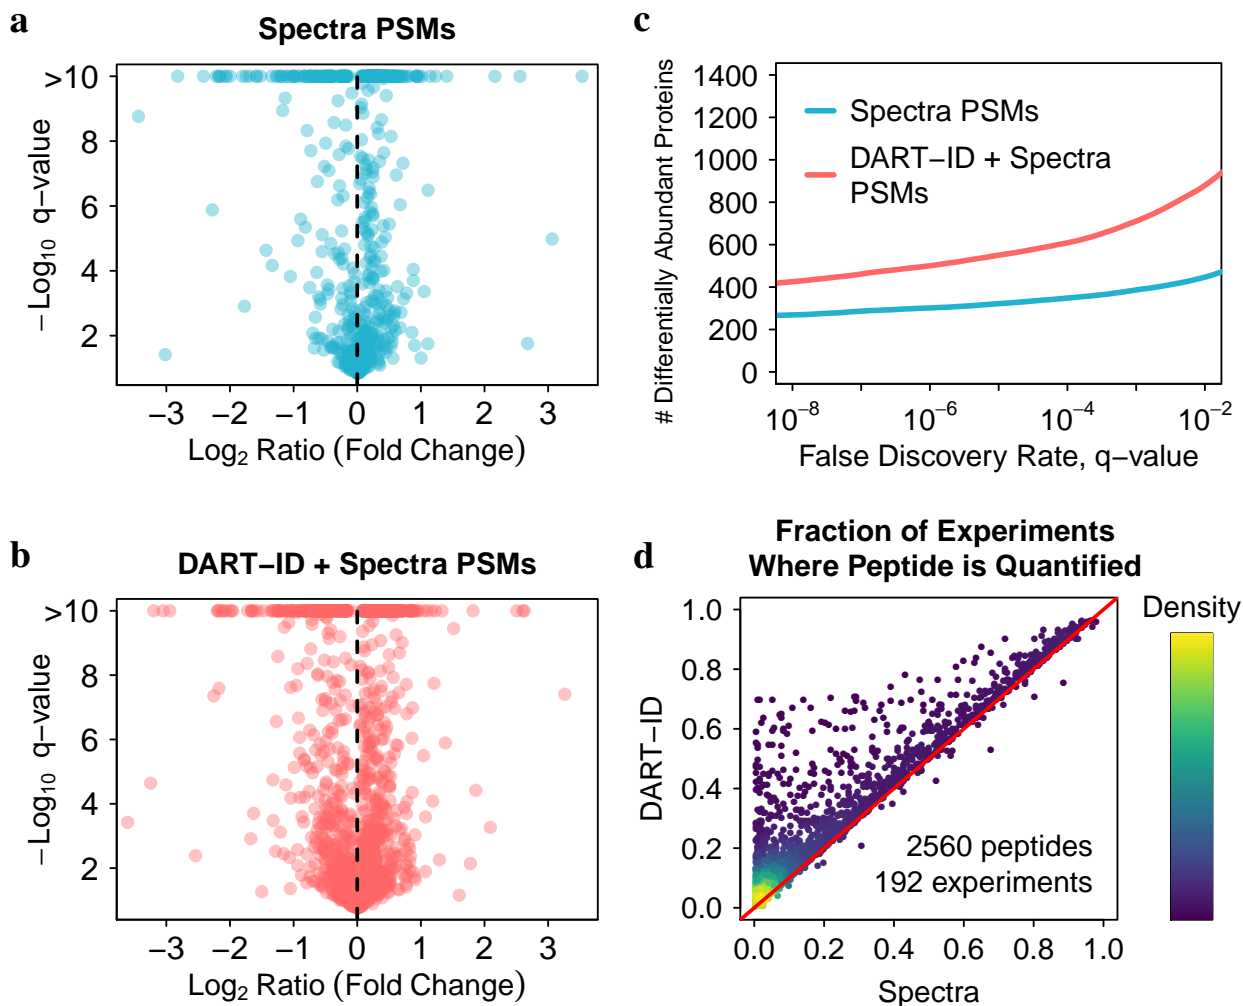 a
Spectra PSMs
−Log10 q−value
>10
8
6
4
2
−3 −2 −1 0 1 2 3
Log2 Ratio (Fold Change)
b
DART−ID + Spectra PSMs
−Log10 q−value
>10
8
6
4
2
−3 −2 −1 0 1 2 3
Log2 Ratio (Fold Change)
c
# Differentially Abundant Proteins
1400
1200
1000
800
600
400
200
0
Spectra PSMs
DART−ID + Spectra
PSMs
10−8 10−6 10−4 10−2
False Discovery Rate, q−value
d
Fraction of Experiments
Where Peptide is Quantified
DART−ID
1.0
0.8
0.6
0.4
0.2
0.0
2560 peptides
192 experiments
0.0 0.2 0.4 0.6 0.8 1.0
Spectra
Density